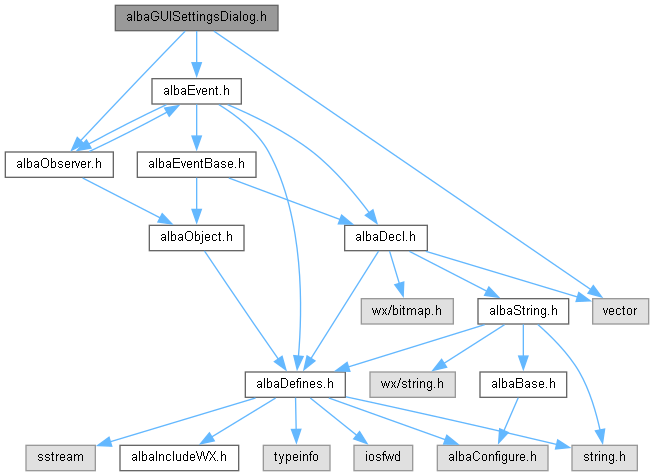 albaGUISettingsDialog.h
albaEvent.h
albaObserver.h
albaEventBase.h
albaObject.h
albaDecl.h
wx/bitmap.h
albaString.h
vector
albaDefines.h
wx/string.h
albaBase.h
sstream
albaIncludeWX.h
typeinfo
iosfwd
albaConfigure.h
string.h